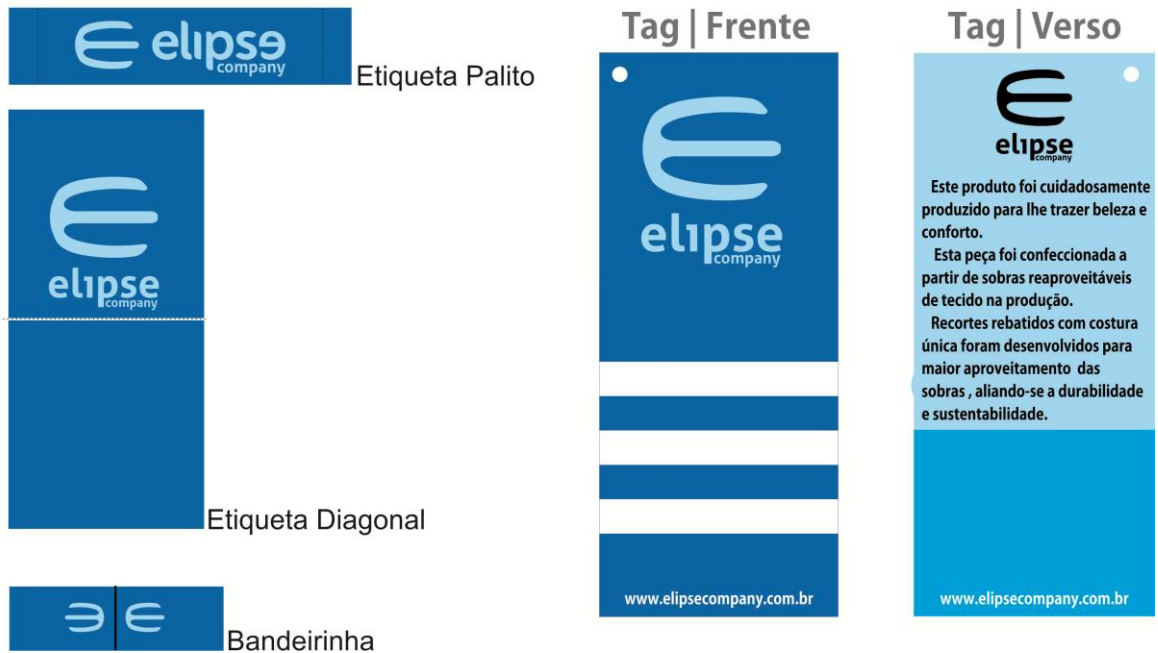 elipse
company
Etiqueta Palito
elipse
company
Etiqueta Diagonal
Bandeirinha
Tag | Frente
elipse
company
www.elipsecompany.com.br
Tag | Verso
elipse
company
Este produto foi cuidadosamente
produzido para lhe trazer beleza e
conforto.
Esta peça foi confeccionada a
partir de sobras reaproveitáveis
de tecido na produção.
Recortes rebatidos com costura
única foram desenvolvidos para
maior aproveitamento das
sobras , aliando-se a durabilidade
e sustentabilidade.
www.elipsecompany.com.br